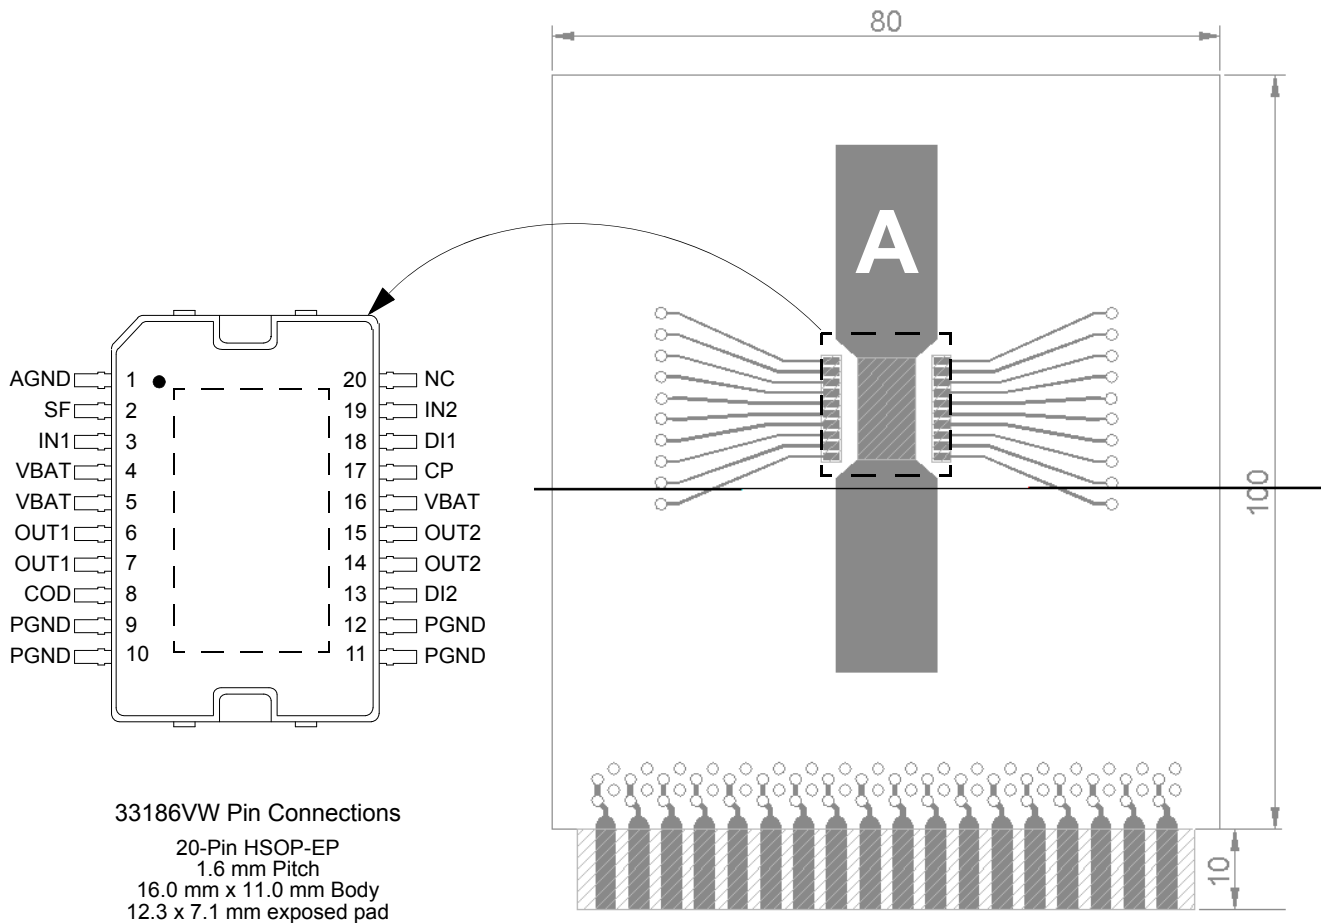 80
A
100
10
AGND 1 20 NC
SF 2 19 IN2
IN1 3 18 DI1
VBAT 4 17 CP
VBAT 5 16 VBAT
OUT1 6 15 OUT2
OUT1 7 14 OUT2
COD 8 13 DI2
PGND 9 12 PGND
PGND 10 11 PGND
33186VW Pin Connections
20-Pin HSOP-EP
1.6 mm Pitch
16.0 mm x 11.0 mm Body
12.3 x 7.1 mm exposed pad